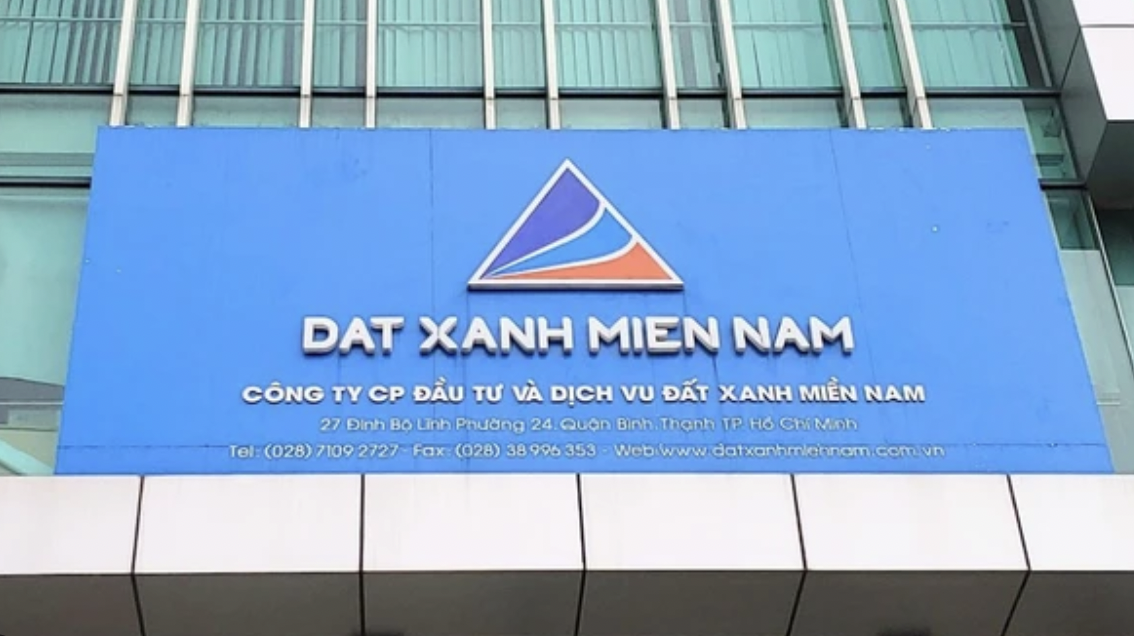 DAT XANH MIEN NAM
CÔNG TY CP ĐẦU TƯ VÀ DỊCH VỤ ĐẤT XANH MIỀN NAM
27 Đinh Bộ Lĩnh Phường 24. Quận Bình Thạnh TP. Hồ Chí Minh
Tel: (028) 7109 2727 - Fax: (028) 38 996 353 - Web:www.datxanhmiennam.com.vn